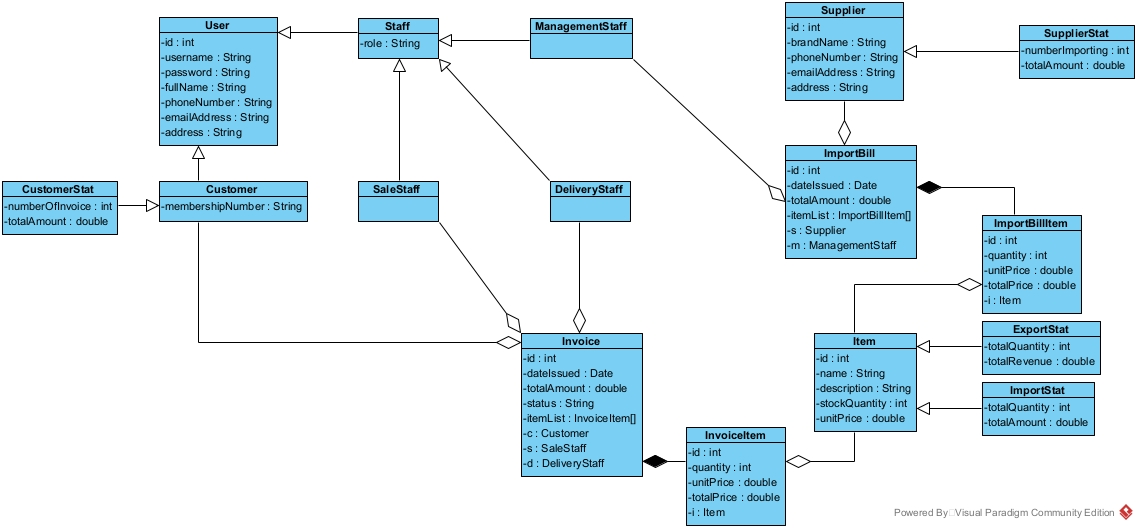 User
-id : int
-username : String
-password : String
-fullName : String
-phoneNumber : String
-emailAddress : String
-address : String
Staff
-role : String
ManagementStaff
Supplier
-id : int
-brandName : String
-phoneNumber : String
-emailAddress : String
-address : String
SupplierStat
-numberImporting : int
-totalAmount : double
CustomerStat
-numberOfInvoice : int
-totalAmount : double
Customer
-membershipNumber : String
SaleStaff
DeliveryStaff
ImportBill
-id : int
-dateIssued : Date
-totalAmount : double
-itemList : ImportBillItem[]
-s : Supplier
-m : ManagementStaff
ImportBillItem
-id : int
-quantity : int
-unitPrice : double
-totalPrice : double
-i : Item
Invoice
-id : int
-dateIssued : Date
-totalAmount : double
-status : String
-itemList : InvoiceItem[]
-c : Customer
-s : SaleStaff
-d : DeliveryStaff
Item
-id : int
-name : String
-description : String
-stockQuantity : int
-unitPrice : double
ExportStat
-totalQuantity : int
-totalRevenue : double
ImportStat
-totalQuantity : int
-totalAmount : double
InvoiceItem
-id : int
-quantity : int
-unitPrice : double
-totalPrice : double
-i : Item
Powered By Visual Paradigm Community Edition